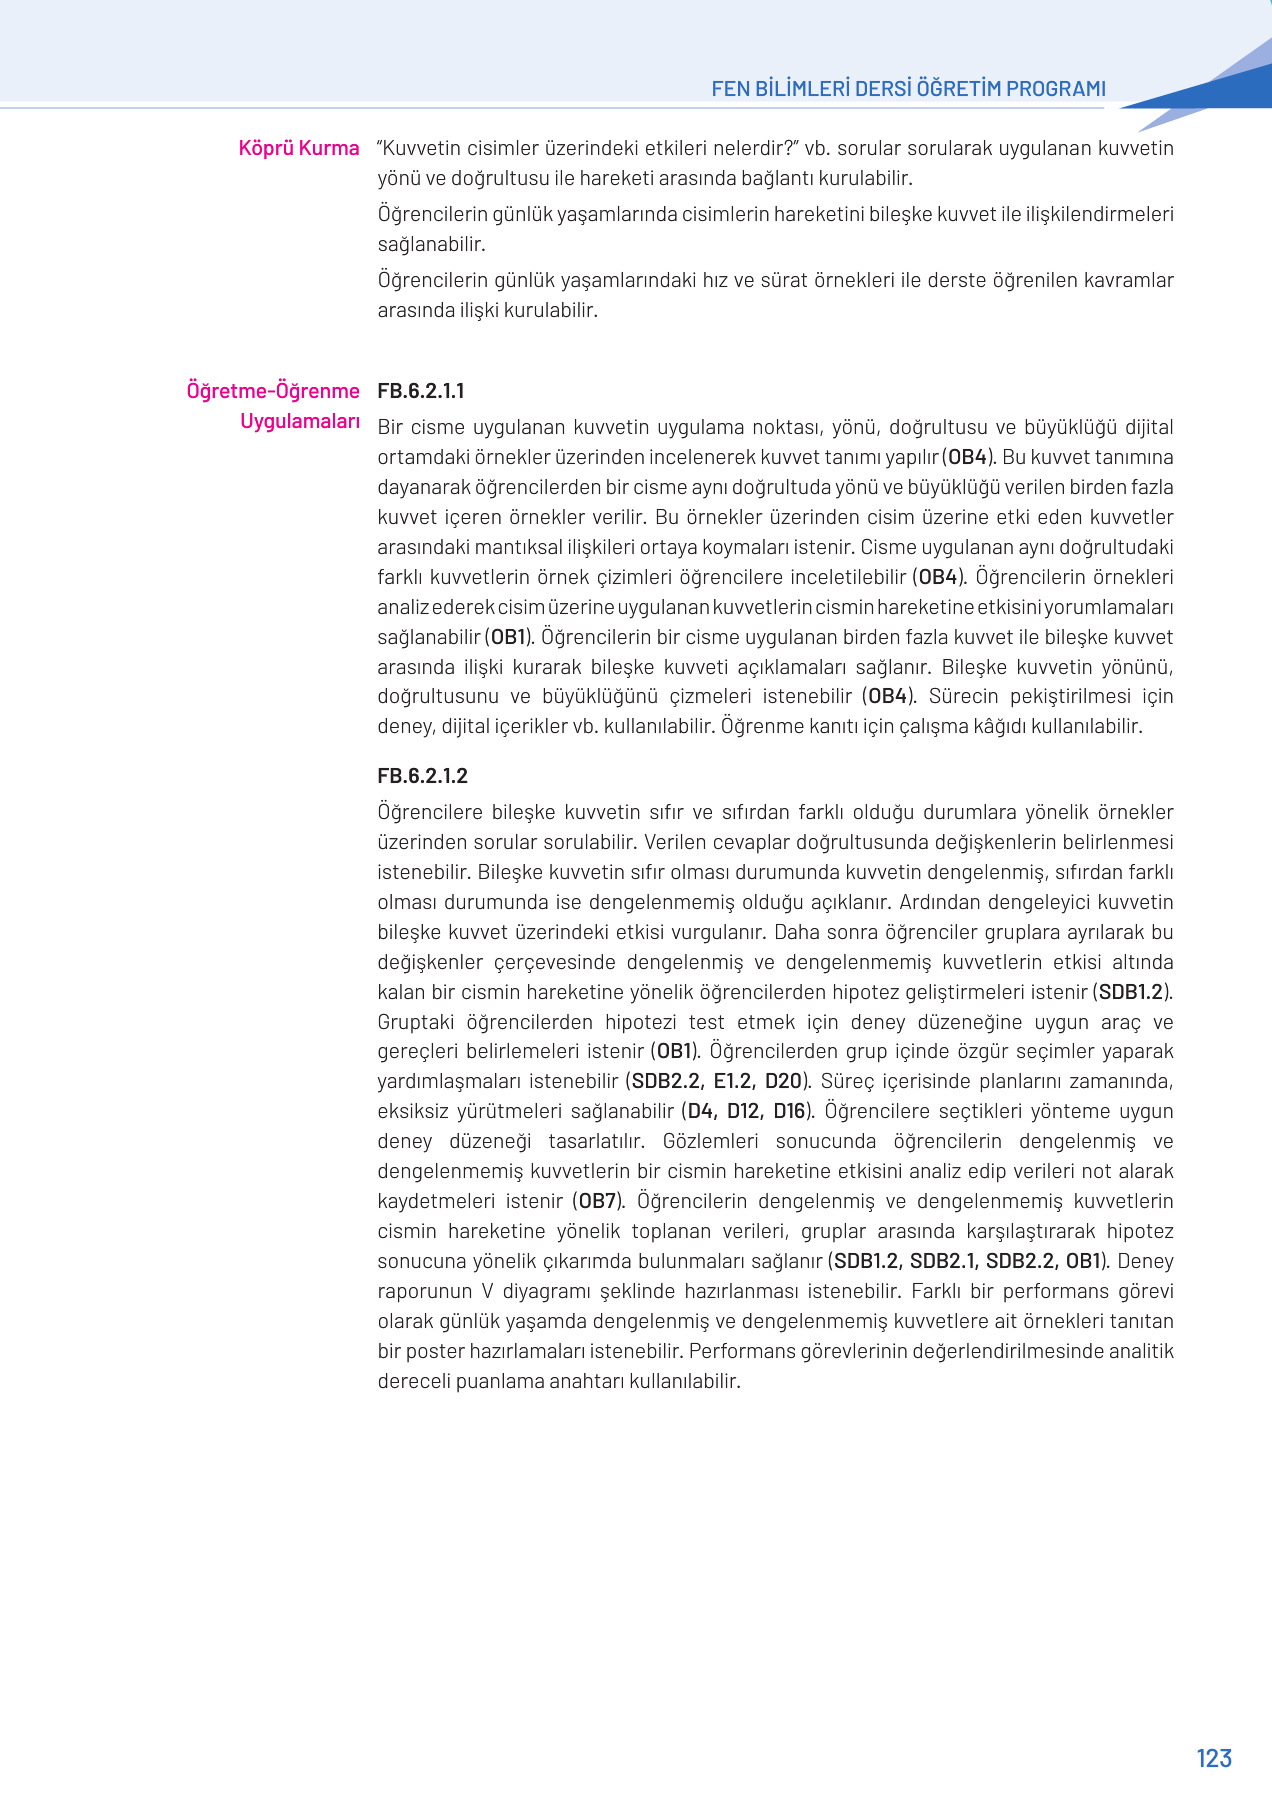 FEN BİLİMLERİ DERSİ ÖĞRETİM PROGRAMI
Köprü Kurma
“Kuvvetin cisimler üzerindeki etkileri nelerdir?” vb. sorular sorularak uygulanan kuvvetin
yönü ve doğrultusu ile hareketi arasında bağlantı kurulabilir.
Öğrencilerin günlük yaşamlarında cisimlerin hareketini bileşke kuvvet ile ilişkilendirmeleri
sağlanabilir.
Öğrencilerin günlük yaşamlarındaki hız ve sürat örnekleri ile derste öğrenilen kavramlar
arasında ilişki kurulabilir.
Öğretme-Öğrenme
Uygulamaları
FB.6.2.1.1
Bir cisme uygulanan kuvvetin uygulama noktası, yönü, doğrultusu ve büyüklüğü dijital
ortamdaki örnekler üzerinden incelenerek kuvvet tanımı yapılır (OB4). Bu kuvvet tanımına
dayanarak öğrencilerden bir cisme aynı doğrultuda yönü ve büyüklüğü verilen birden fazla
kuvvet içeren örnekler verilir. Bu örnekler üzerinden cisim üzerine etki eden kuvvetler
arasındaki mantıksal ilişkileri ortaya koymaları istenir. Cisme uygulanan aynı doğrultudaki
farklı kuvvetlerin örnek çizimleri öğrencilere inceletilebilir (OB4). Öğrencilerin örnekleri
analiz ederek cisim üzerine uygulanan kuvvetlerin cismin hareketine etkisini yorumlamaları
sağlanabilir (OB1). Öğrencilerin bir cisme uygulanan birden fazla kuvvet ile bileşke kuvvet
arasında ilişki kurarak bileşke kuvveti açıklamaları sağlanır. Bileşke kuvvetin yönünü,
doğrultusunu ve büyüklüğünü çizmeleri istenebilir (OB4). Sürecin pekiştirilmesi için
deney, dijital içerikler vb. kullanılabilir. Öğrenme kanıtı için çalışma kâğıdı kullanılabilir.
FB.6.2.1.2
Öğrencilere bileşke kuvvetin sıfır ve sıfırdan farklı olduğu durumlara yönelik örnekler
üzerinden sorular sorulabilir. Verilen cevaplar doğrultusunda değişkenlerin belirlenmesi
istenebilir. Bileşke kuvvetin sıfır olması durumunda kuvvetin dengelenmiş, sıfırdan farklı
olması durumunda ise dengelenmemiş olduğu açıklanır. Ardından dengeleyici kuvvetin
bileşke kuvvet üzerindeki etkisi vurgulanır. Daha sonra öğrenciler gruplara ayrılarak bu
değişkenler çerçevesinde dengelenmiş ve dengelenmemiş kuvvetlerin etkisi altında
kalan bir cismin hareketine yönelik öğrencilerden hipotez geliştirmeleri istenir (SDB1.2).
Gruptaki öğrencilerden hipotezi test etmek için deney düzeneğine uygun araç ve
gereçleri belirlemeleri istenir (OB1). Öğrencilerden grup içinde özgür seçimler yaparak
yardımlaşmaları istenebilir (SDB2.2, E1.2, D20). Süreç içerisinde planlarını zamanında,
eksiksiz yürütmeleri sağlanabilir (D4, D12, D16). Öğrencilere seçtikleri yönteme uygun
deney düzeneği tasarlatılır. Gözlemleri sonucunda öğrencilerin dengelenmiş ve
dengelenmemiş kuvvetlerin bir cismin hareketine etkisini analiz edip verileri not alarak
kaydetmeleri istenir (OB7). Öğrencilerin dengelenmiş ve dengelenmemiş kuvvetlerin
cismin hareketine yönelik toplanan verileri, gruplar arasında karşılaştırarak hipotez
sonucuna yönelik çıkarımda bulunmaları sağlanır (SDB1.2, SDB2.1, SDB2.2, OB1). Deney
raporunun V diyagramı şeklinde hazırlanması istenebilir. Farklı bir performans görevi
olarak günlük yaşamda dengelenmiş ve dengelenmemiş kuvvetlere ait örnekleri tanıtan
bir poster hazırlamaları istenebilir. Performans görevlerinin değerlendirilmesinde analitik
dereceli puanlama anahtarı kullanılabilir.
123